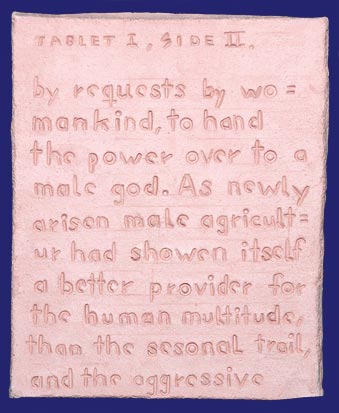 TABLET I, SIDE II.
by requests by wo=
mankind, to hand
the power over to a
male god. As newly
arisen male agricult=
ur had showen itself
a better provider for
the human multitude,
than the sesonal trail,
and the aggressive